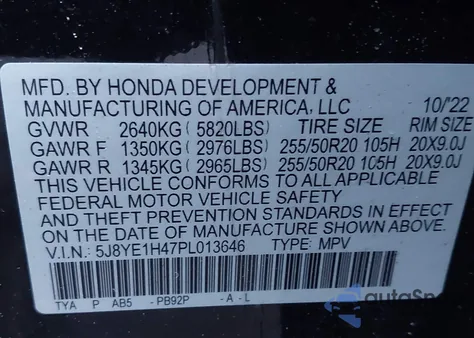 MFD. BY HONDA DEVELOPMENT &
MANUFACTURING OF AMERICA, LLC 10/'22
GVWR 2640KG (5820LBS) TIRE SIZE RIM SIZE
GAWR F 1350KG (2976LBS) 255/50R20 105H 20X9.0J
GAWR R 1345KG (2965LBS) 255/50R20 105H 20X9.0J
THIS VEHICLE CONFORMS TO ALL APPLICABLE
FEDERAL MOTOR VEHICLE SAFETY
AND THEFT PREVENTION STANDARDS IN EFFECT
ON THE DATE OF MANUFACTURE SHOWN ABOVE.
V.I.N.: 5J8YE1H47PL013646 TYPE: MPV
TYA P AB5 -PB92P -A-L